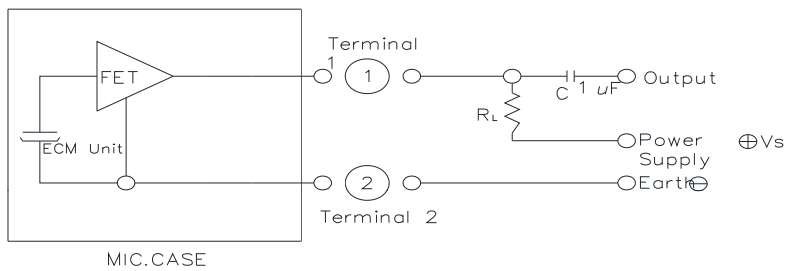 Terminal
1
FET
1
Output
C 1 uF
RL
ECM Unit
Power
Supply
⊕Vs
2
Earth⊖
Terminal 2
MIC.CASE